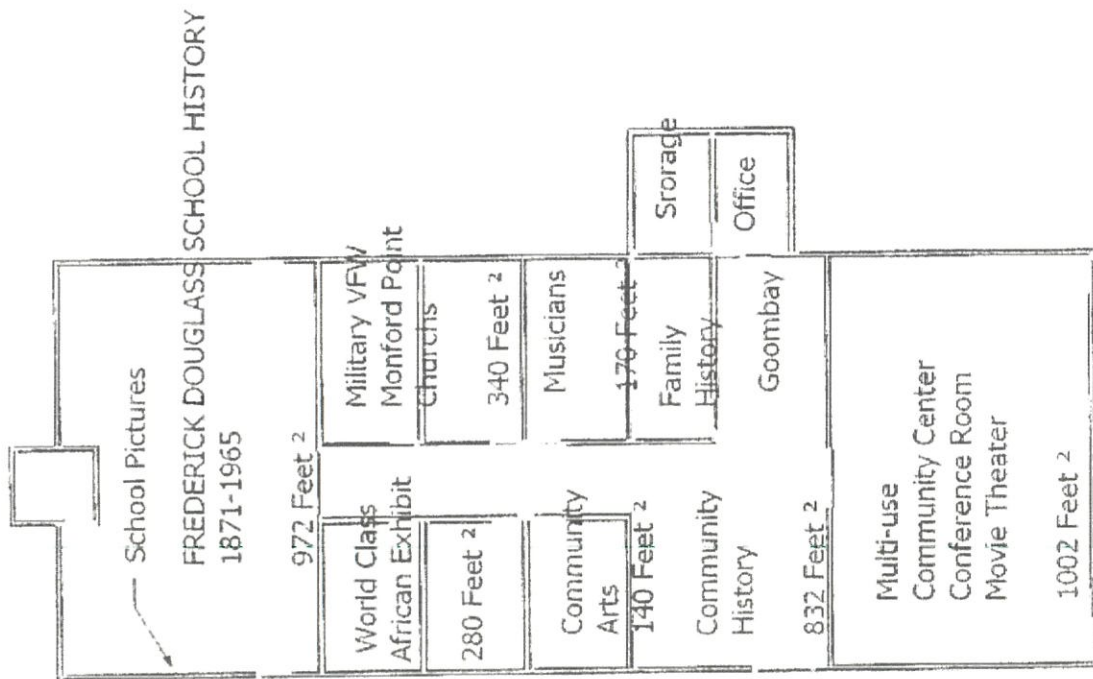 School Pictures
FREDERICK DOUGLASS SCHOOL HISTORY
1871-1965
972 Feet ²
World Class
African Exhibit
280 Feet ²
Military VFW
Monford Point
Churchs
340 Feet ²
Community
Arts
140 Feet ²
Musicians
170 Feet ²
Community
History
832 Feet ²
Family
History
Goombay
Srorage
Office
Multi-use
Community Center
Conference Room
Movie Theater
1002 Feet ²